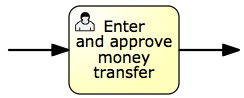 Enter
and approve
money
transfer